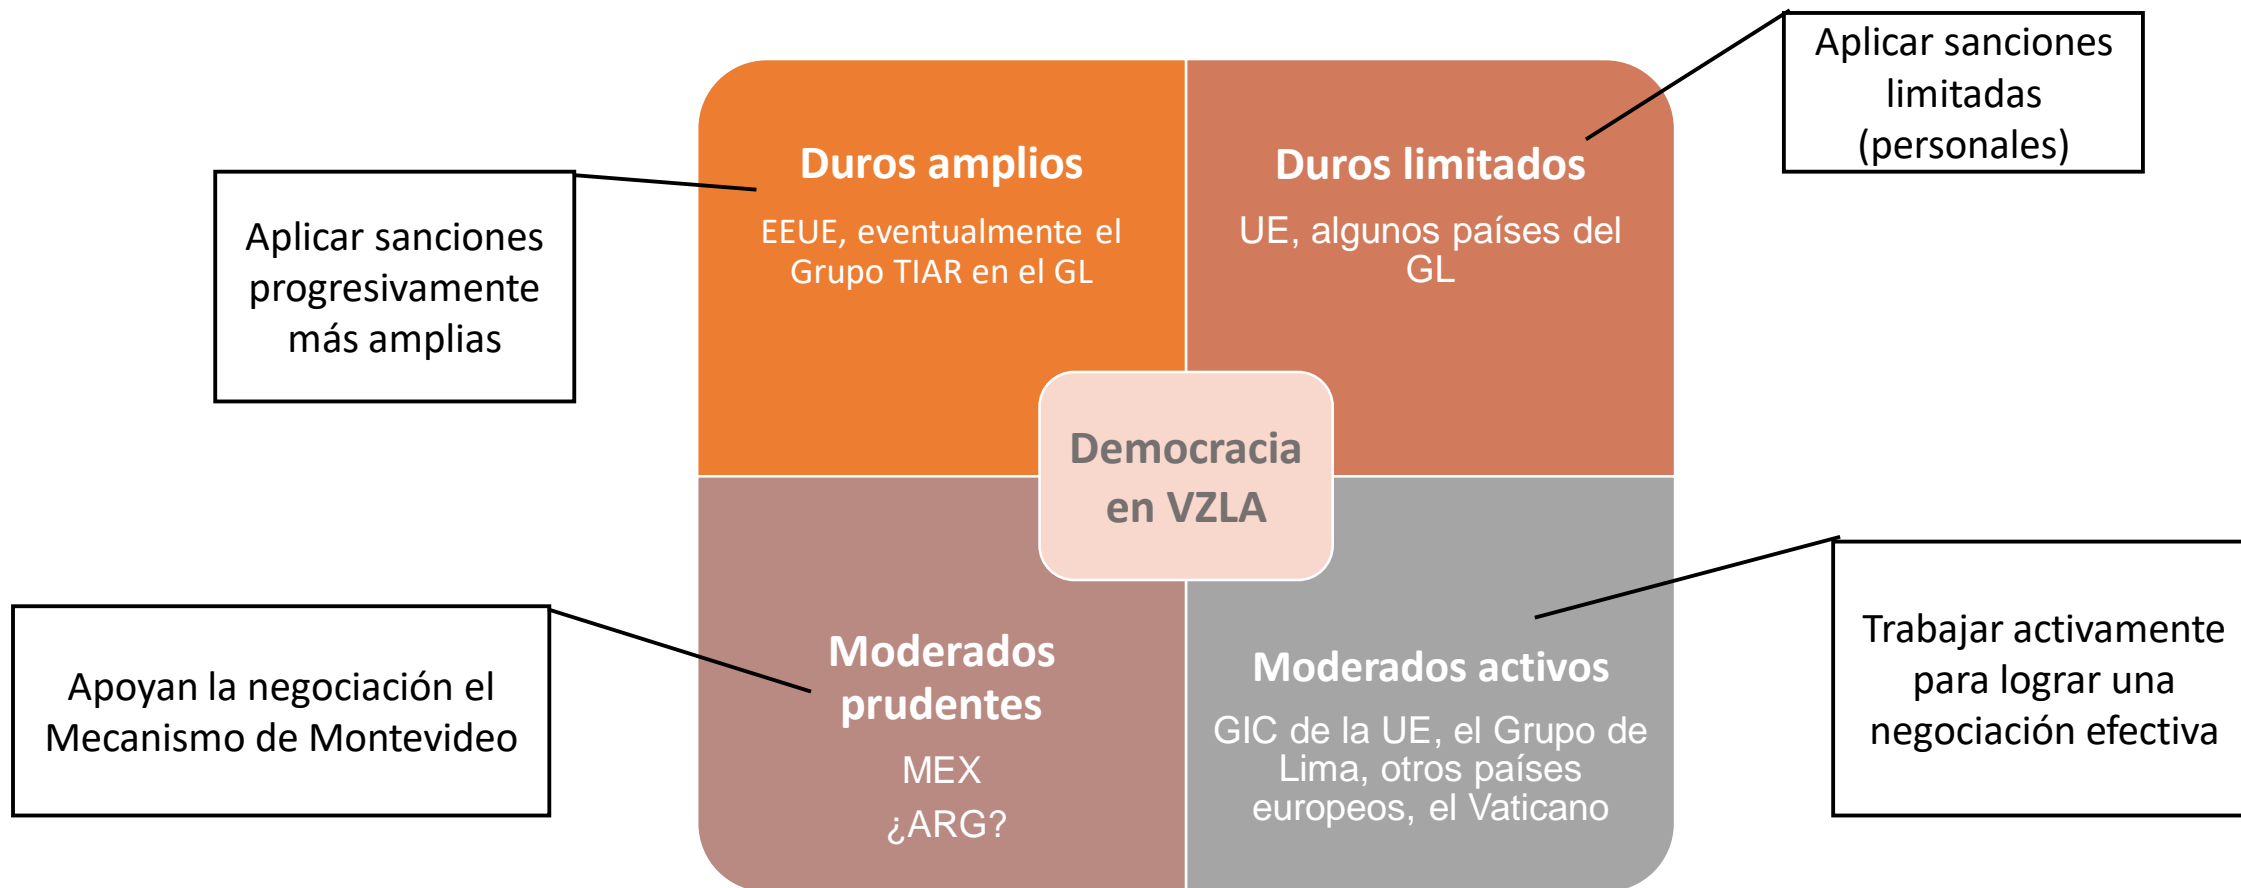 Aplicar sanciones
limitadas
(personales)
Duros amplios
EEUE, eventualmente el
Grupo TIAR en el GL
Duros limitados
UE, algunos países del
GL
Aplicar sanciones
progresivamente
más amplias
Democracia
en VZLA
Moderados
prudentes
MEX
¿ARG?
Moderados activos
GIC de la UE, el Grupo de
Lima, otros países
europeos, el Vaticano
Apoyan la negociación el
Mecanismo de Montevideo
Trabajar activamente
para lograr una
negociación efectiva